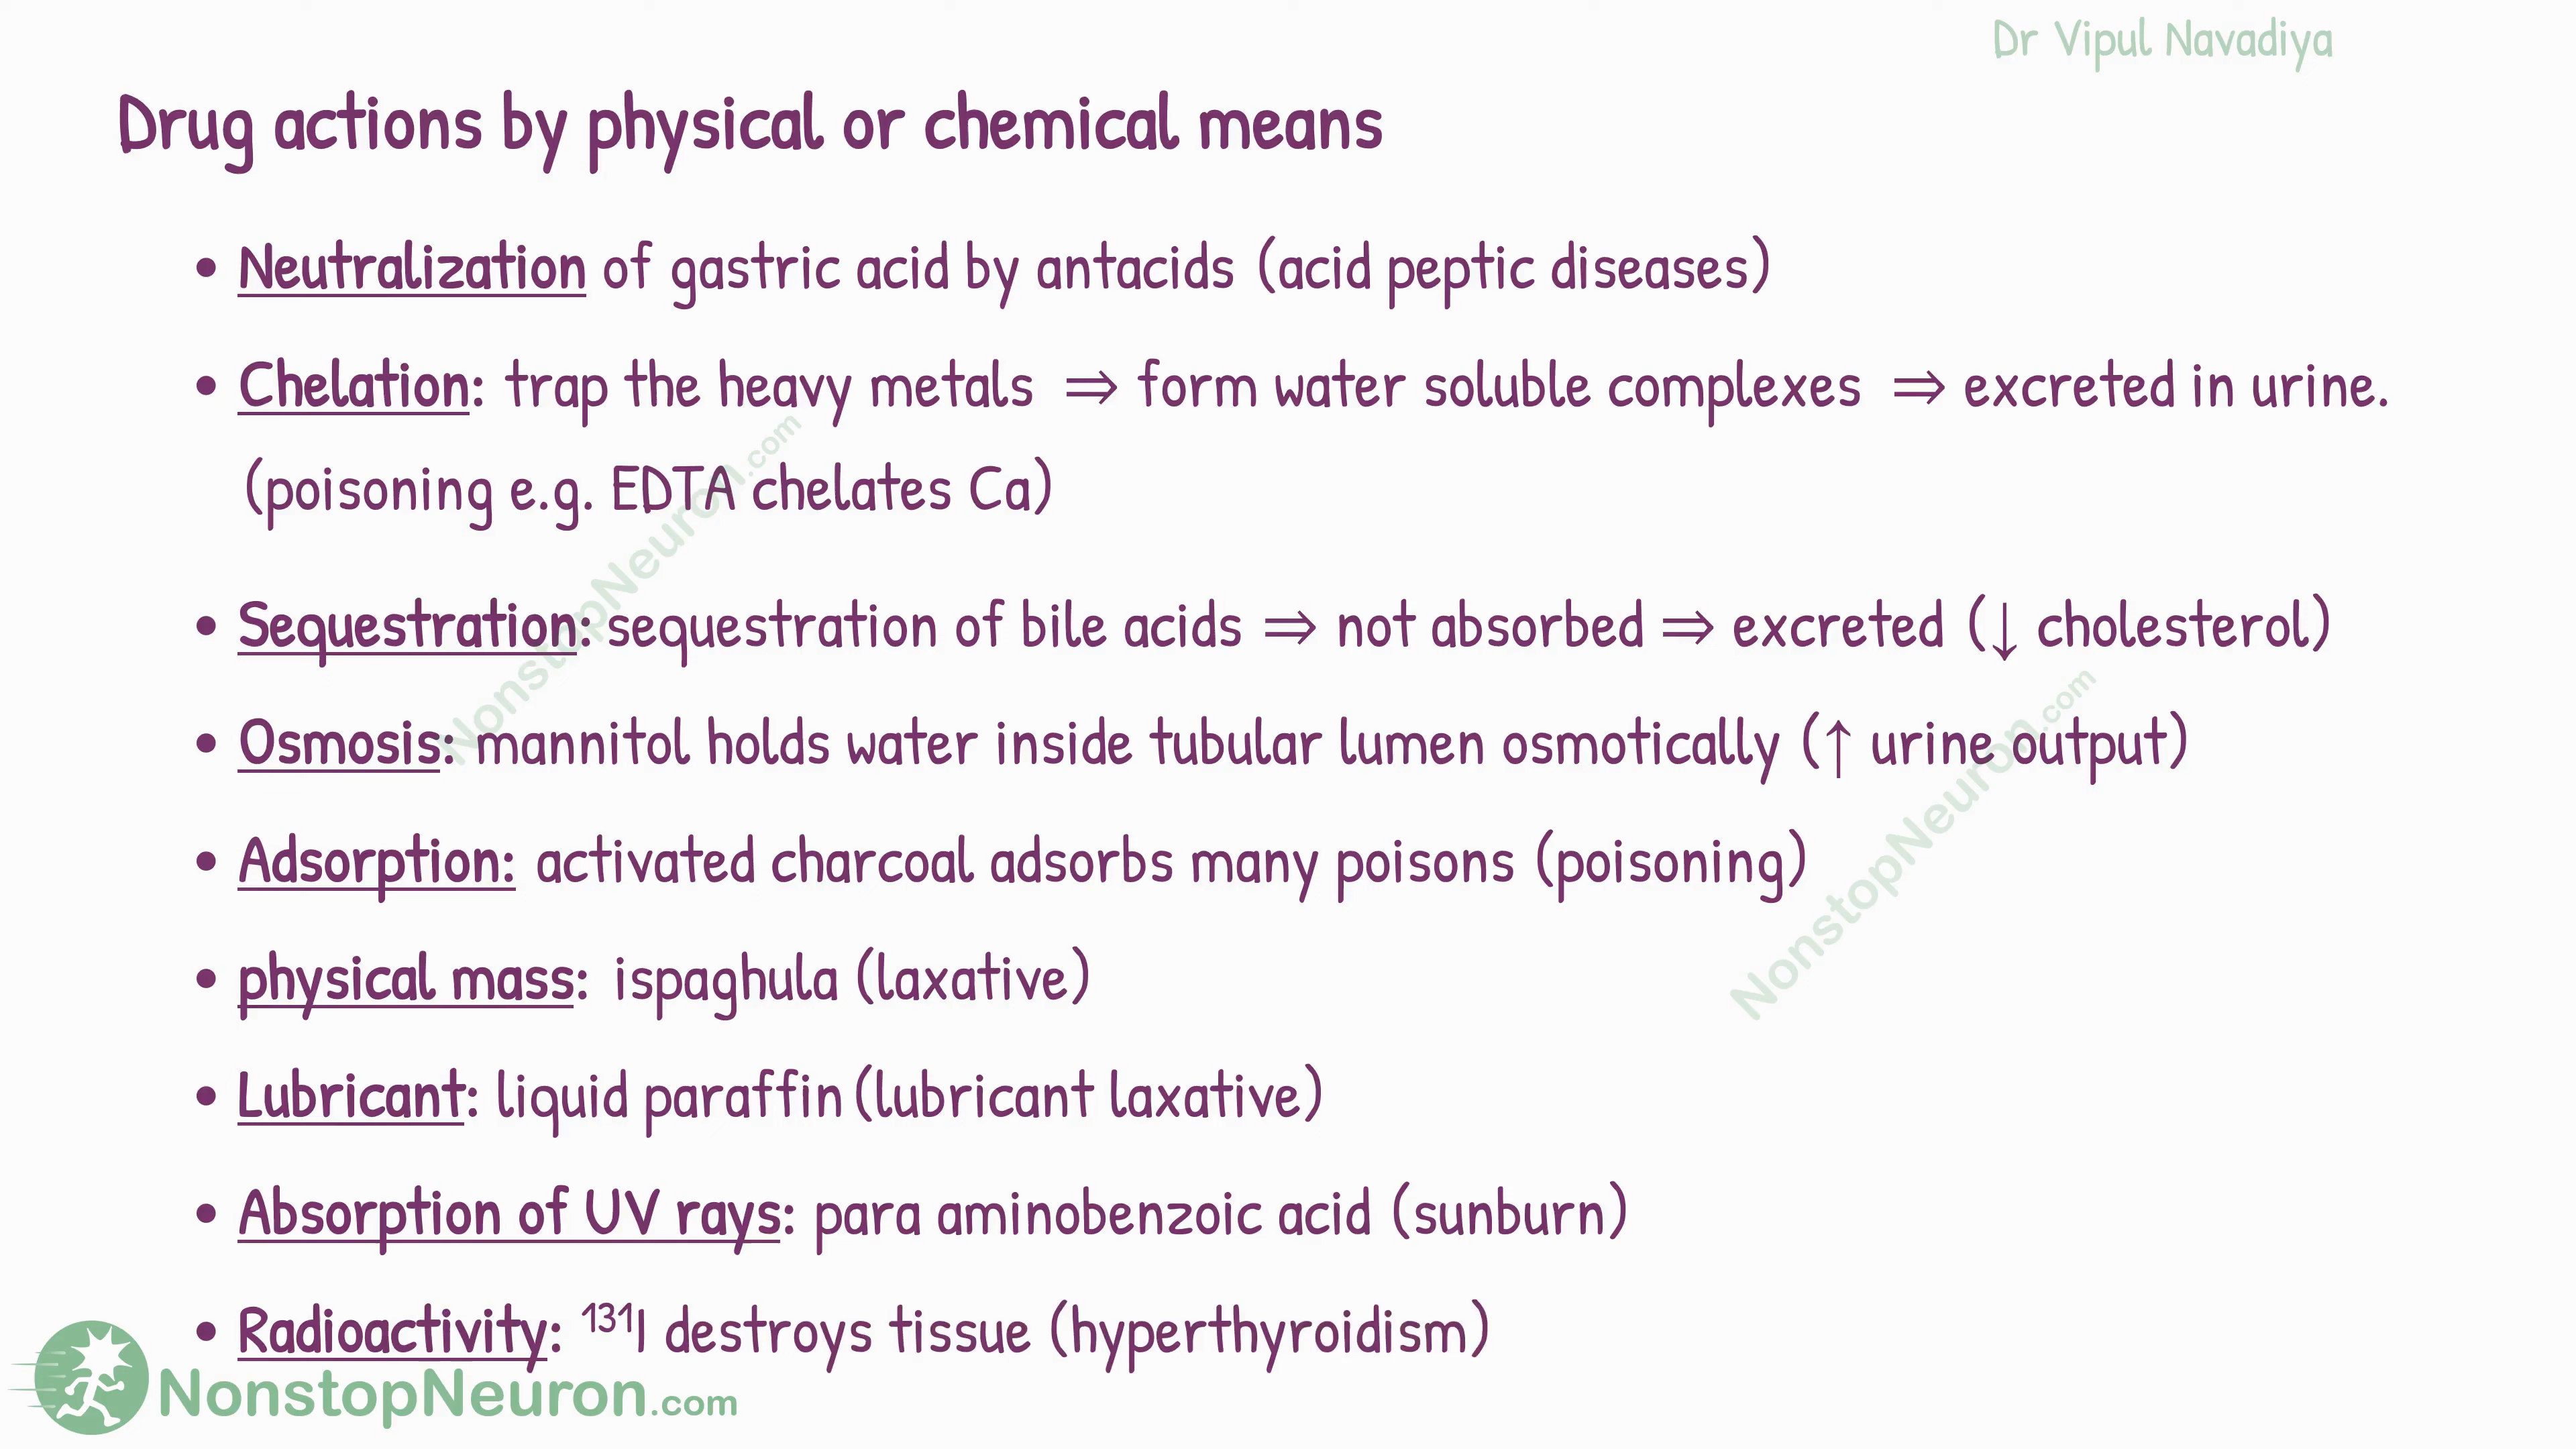 Dr Vipul Navadiya
Drug actions by physical or chemical means
• Neutralization of gastric acid by antacids (acid peptic diseases)
• Chelation: trap the heavy metals ⇒ form water soluble complexes ⇒ excreted in urine.
(poisoning e.g. EDTA chelates Ca)
• Sequestration: sequestration of bile acids ⇒ not absorbed ⇒ excreted (↓ cholesterol)
• Osmosis: mannitol holds water inside tubular lumen osmotically (↑ urine output)
• Adsorption: activated charcoal adsorbs many poisons (poisoning)
• physical mass: ispaghula (laxative)
• Lubricant: liquid paraffin (lubricant laxative)
• Absorption of UV rays: para aminobenzoic acid (sunburn)
• Radioactivity: ¹³¹I destroys tissue (hyperthyroidism)
NonstopNeuron.com
NonstopNeuron.com
NonstopNeuron.com